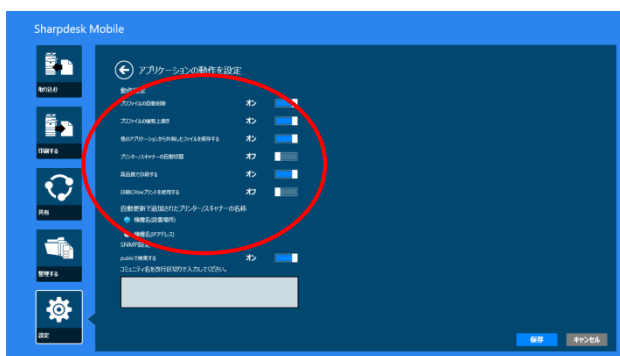 Sharpdesk Mobile
取り込む
印刷する
共有
整理する
設定
アプリケーションの動作を設定
動作設定
プロファイルの自動削除 オン
プロファイルの強制上書き オン
他のアプリケーションから共有したファイルを保存する オン
プリンター/スキャナーの自動切替 オフ
高品質で印刷する オン
印刷にRawプリントを使用する オフ
自動更新で追加されたプリンター/スキャナーの名称
機種名(設置場所)
機種名(IPアドレス)
SNMP設定
publicで検索する オン
コミュニティ名を改行区切りで入力してください。
保存 キャンセル